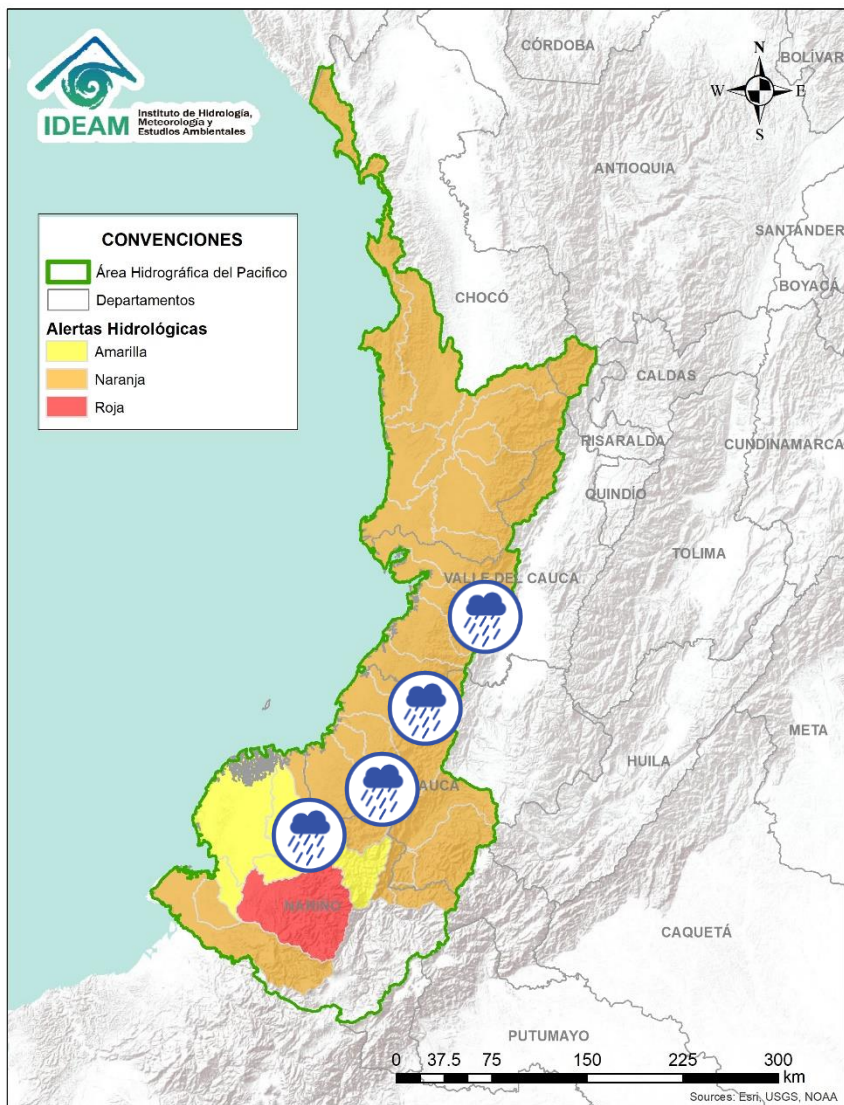 CÓRDOBA
BOLÍVAR
N
W
E
S
IDEAM
Instituto de Hidrología,
Meteorología y
Estudios Ambientales
ANTIOQUIA
SANTANDER
BOYACÁ
CONVENCIONES
Área Hidrográfica del Pacifico
Departamentos
Alertas Hidrológicas
Amarilla
Naranja
Roja
CHOCÓ
CALDAS
RISARALDA
CUNDINAMARCA
QUINDÍO
TOLIMA
VALLE DEL CAUCA
META
HUILA
AUCA
NARIÑO
CAQUETÁ
PUTUMAYO
0 37.5 75 150 225 300
km
Sources: Esri, USGS, NOAA